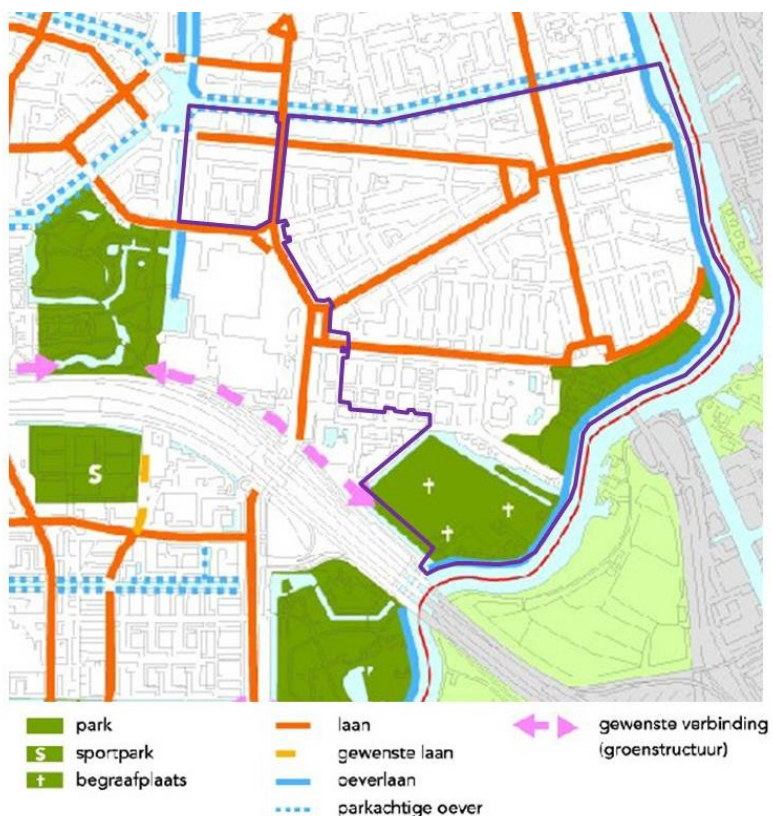 S
park
S sportpark
begraafplaats
laan
gewenste laan
oeverlaan
parkachtige oever
gewenste verbinding
(groenstructuur)